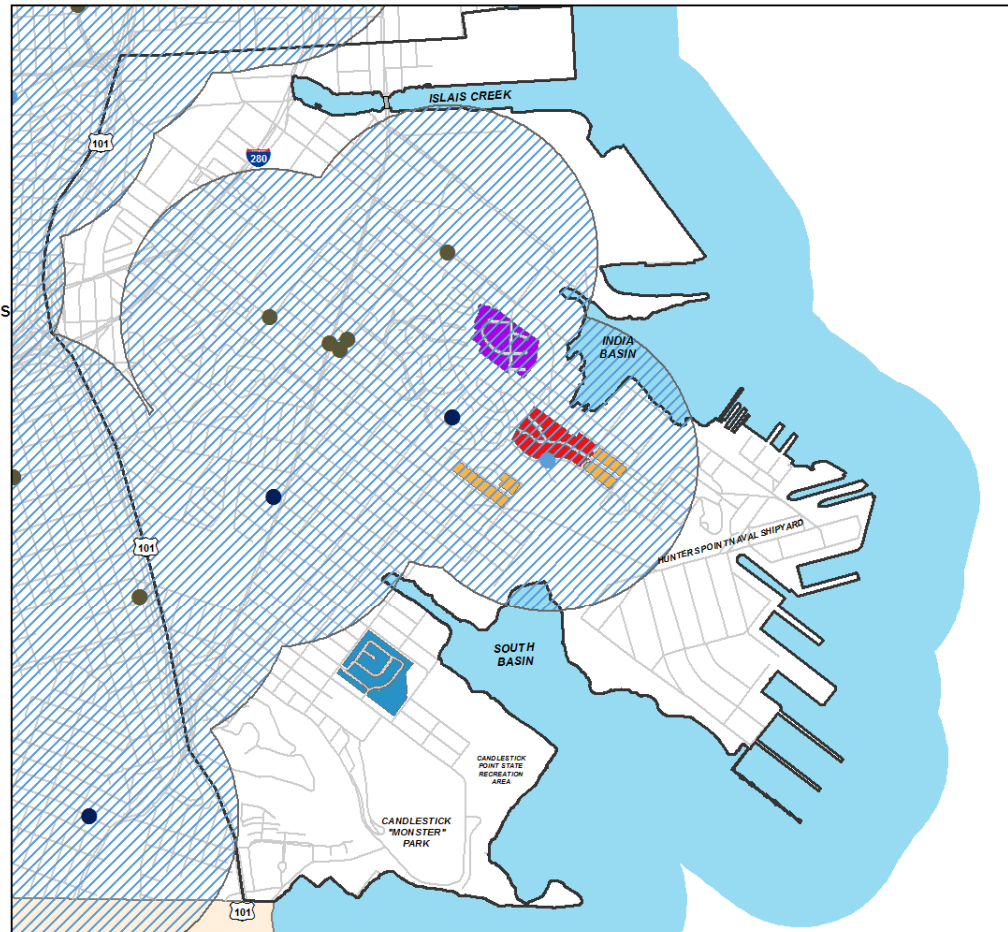 ISLAIS CREEK
101
280
S
INDIA
BASIN
101
HUNTERS POINT NAVAL SHIPYARD
SOUTH
BASIN
CANDLESTICK
POINT STATE
RECREATION
AREA
CANDLESTICK
"MONSTER"
PARK
101